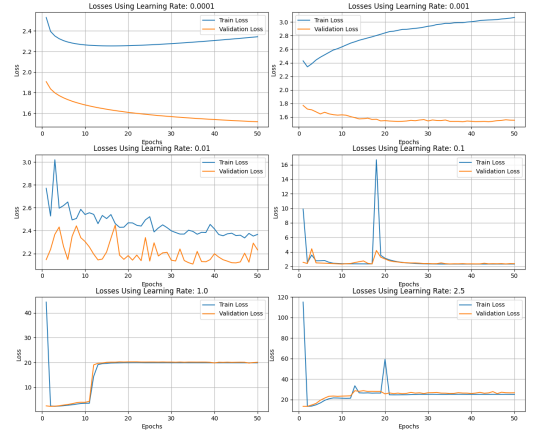 Losses Using Learning Rate: 0.0001
Train Loss
Validation Loss
2.4
2.2
2.0
1.8
1.6
Loss
0 10 20 30 40 50
Epochs
Losses Using Learning Rate: 0.001
Train Loss
Validation Loss
3.0
2.8
2.6
2.4
2.2
2.0
1.8
1.6
Loss
0 10 20 30 40 50
Epochs
Losses Using Learning Rate: 0.01
Train Loss
Validation Loss
3.0
2.8
2.6
2.4
2.2
Loss
0 10 20 30 40 50
Epochs
Losses Using Learning Rate: 0.1
Train Loss
Validation Loss
16
14
12
10
8
6
4
2
Loss
0 10 20 30 40 50
Epochs
Losses Using Learning Rate: 1.0
Train Loss
Validation Loss
40
30
20
10
Loss
0 10 20 30 40 50
Epochs
Losses Using Learning Rate: 2.5
Train Loss
Validation Loss
120
100
80
60
40
20
Loss
0 10 20 30 40 50
Epochs